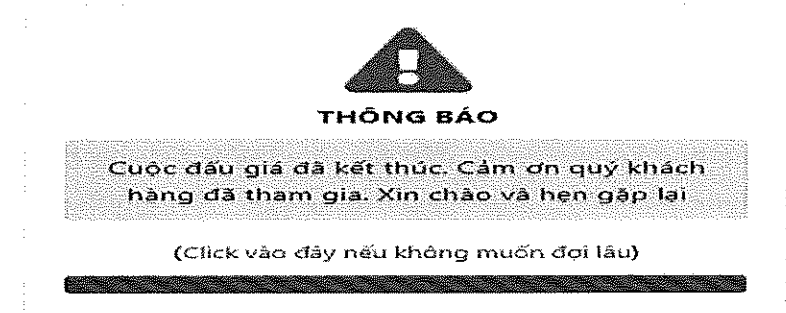 THÔNG BÁO
Cuộc đấu giá đã kết thúc. Cảm ơn quý khách
hàng đã tham gia. Xin chào và hẹn gặp lại
(Click vào đây nếu không muốn đợi lâu)